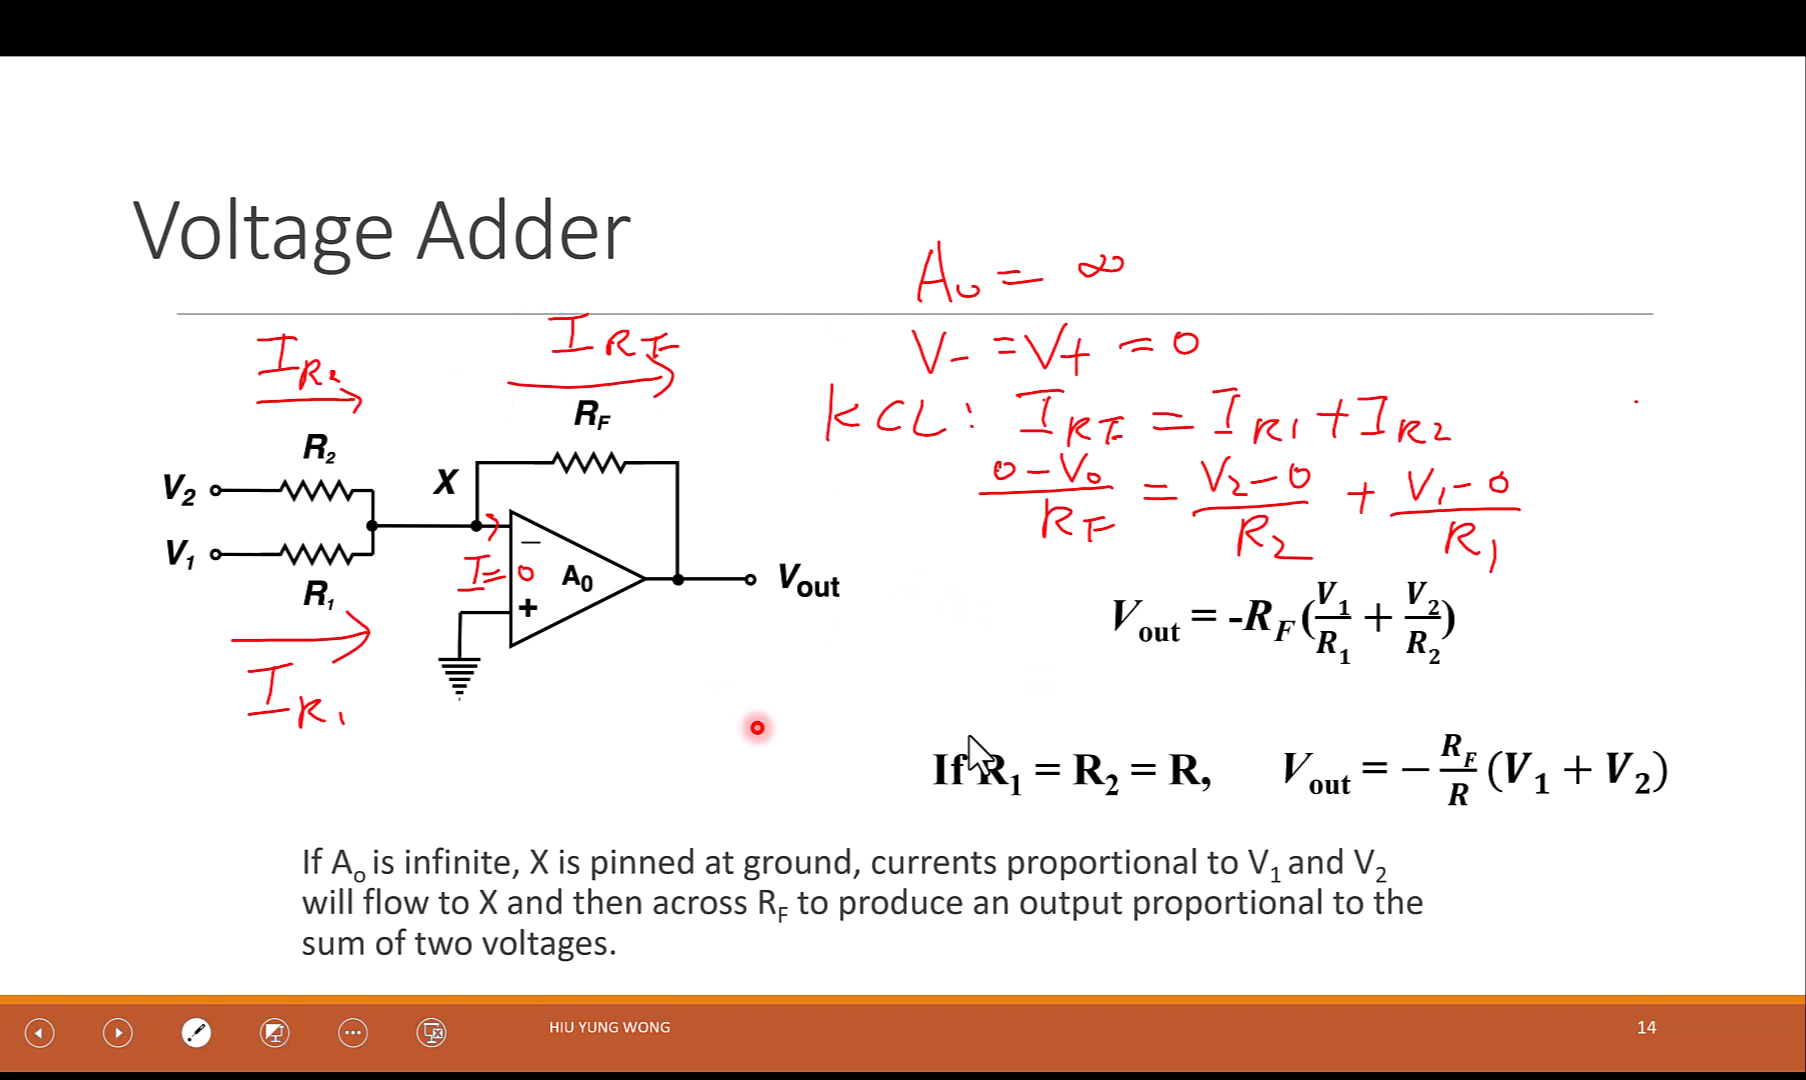 Voltage Adder
A₀ = ∞
V₋ = V₊ = 0
KCL: I_RF = I_R1 + I_R2
(0 - V₀)/R_F = (V₂ - 0)/R₂ + (V₁ - 0)/R₁
I_R2
I_RF
R_F
R₂
V₂
X
V₁
I = 0
−
A₀
+
V_out
R₁
I_R1
V_out = -R_F(V₁/R₁ + V₂/R₂)
If R₁ = R₂ = R, V_out = −R_F/R (V₁ + V₂)
If A_o is infinite, X is pinned at ground, currents proportional to V₁ and V₂
will flow to X and then across R_F to produce an output proportional to the
sum of two voltages.
HIU YUNG WONG
14